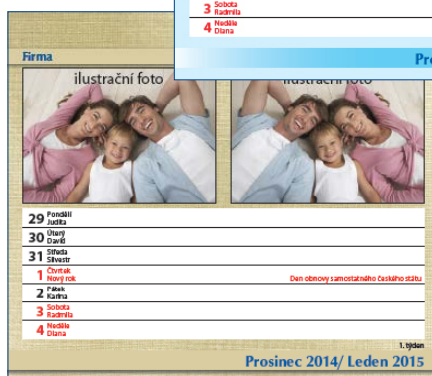 3 Sobota
Radmila
4 Neděle
Diana
Pro
Firma
ilustrační foto
ilustrační foto
29 Pondělí
Judita
30 Úterý
David
31 Středa
Silvestr
1 Čtvrtek
Nový rok
Den obnovy samostatného českého státu
2 Pátek
Karina
3 Sobota
Radmila
4 Neděle
Diana
1. týden
Prosinec 2014/ Leden 2015